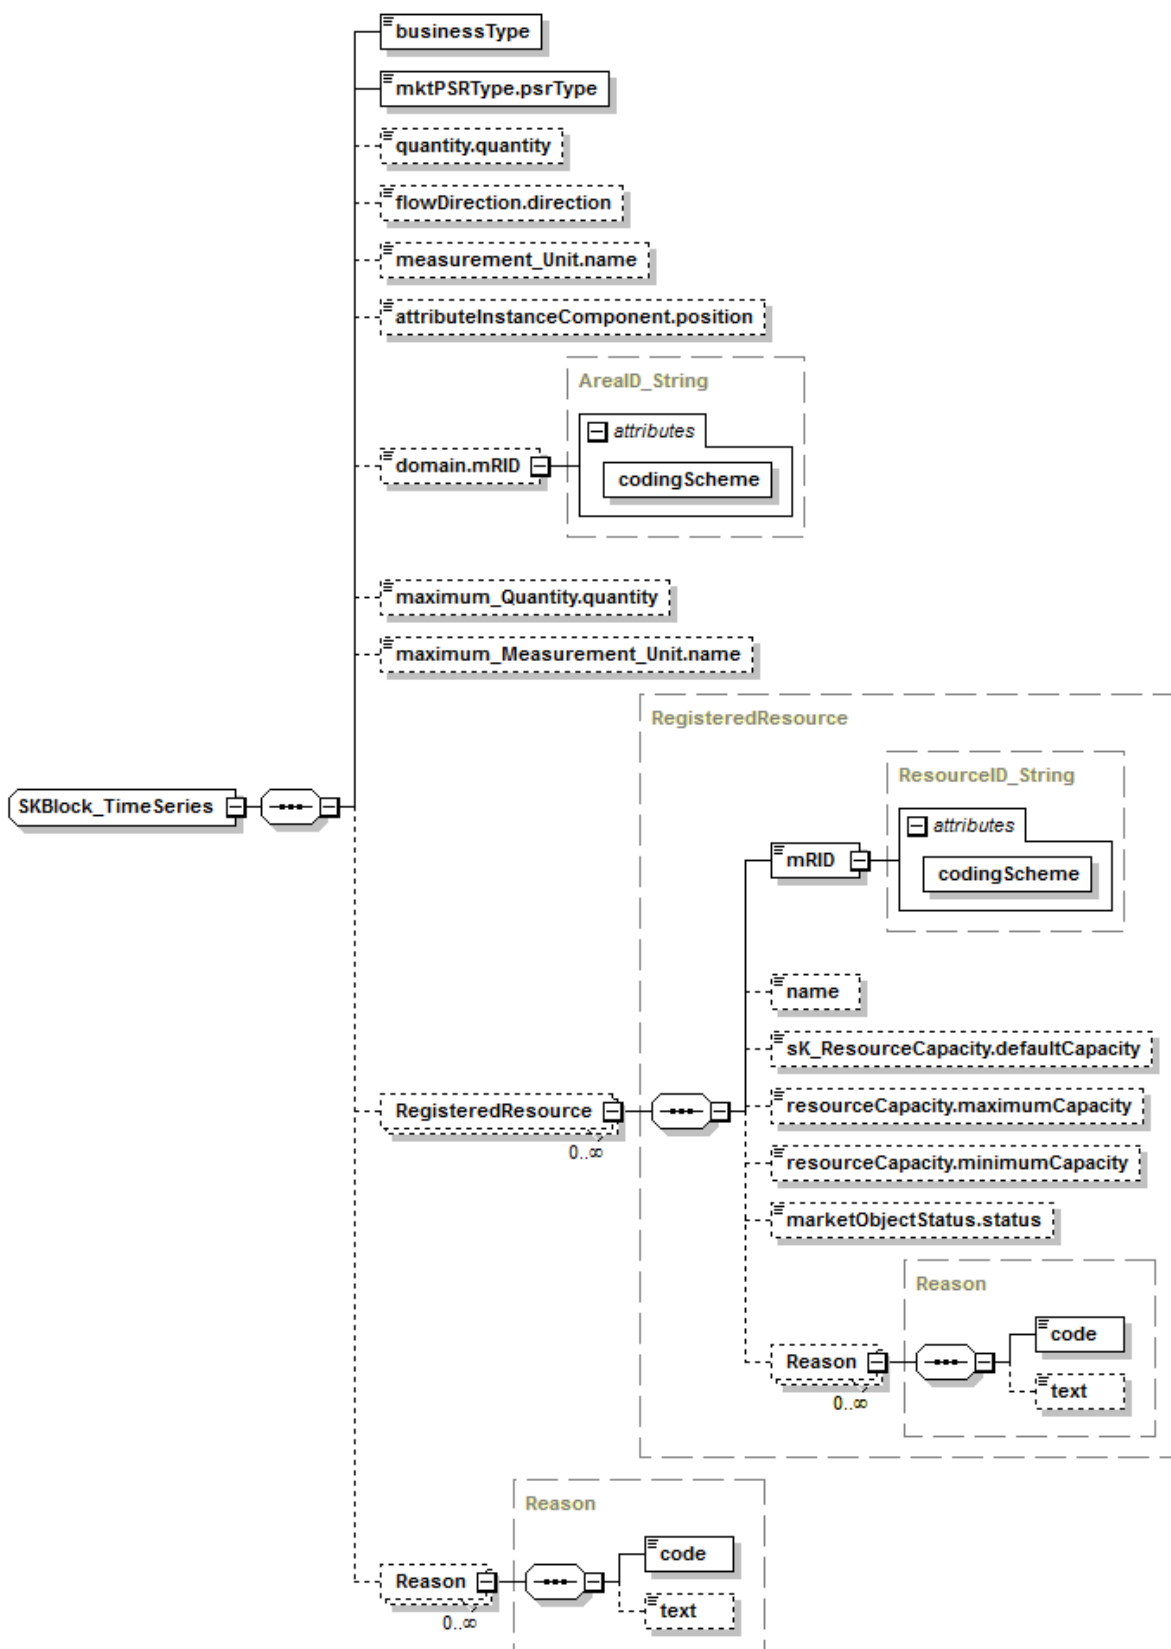 businessType
mktPSRType.psrType
quantity.quantity
flowDirection.direction
measurement_Unit.name
attributeInstanceComponent.position
AreaID_String
attributes
domain.mRID
codingScheme
maximum_Quantity.quantity
maximum_Measurement_Unit.name
RegisteredResource
ResourceID_String
SKBlock_TimeSeries
attributes
mRID
codingScheme
name
sK_ResourceCapacity.defaultCapacity
RegisteredResource
resourceCapacity.maximumCapacity
0..∞
resourceCapacity.minimumCapacity
marketObjectStatus.status
Reason
code
Reason
text
0..∞
Reason
code
Reason
text
0..∞